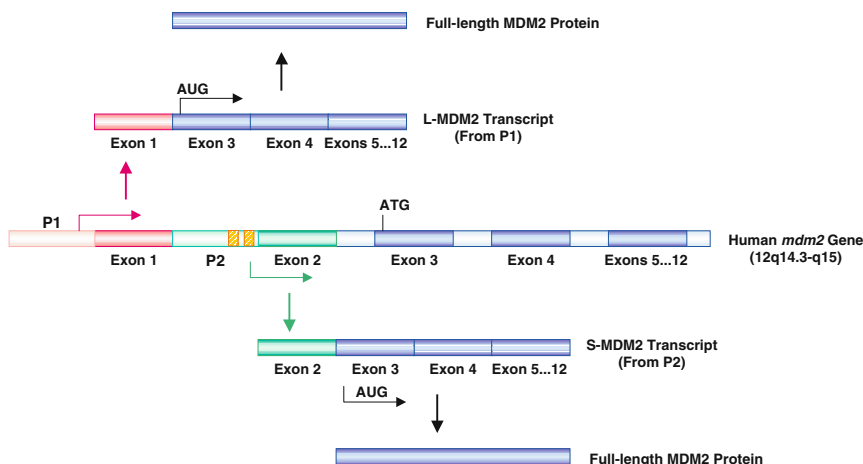 Full-length MDM2 Protein
AUG
L-MDM2 Transcript
(From P1)
Exon 1 Exon 3 Exon 4 Exons 5...12
P1
ATG
Human mdm2 Gene
(12q14.3-q15)
Exon 1 P2 Exon 2 Exon 3 Exon 4 Exons 5...12
S-MDM2 Transcript
(From P2)
Exon 2 Exon 3 Exon 4 Exons 5...12
AUG
Full-length MDM2 Protein